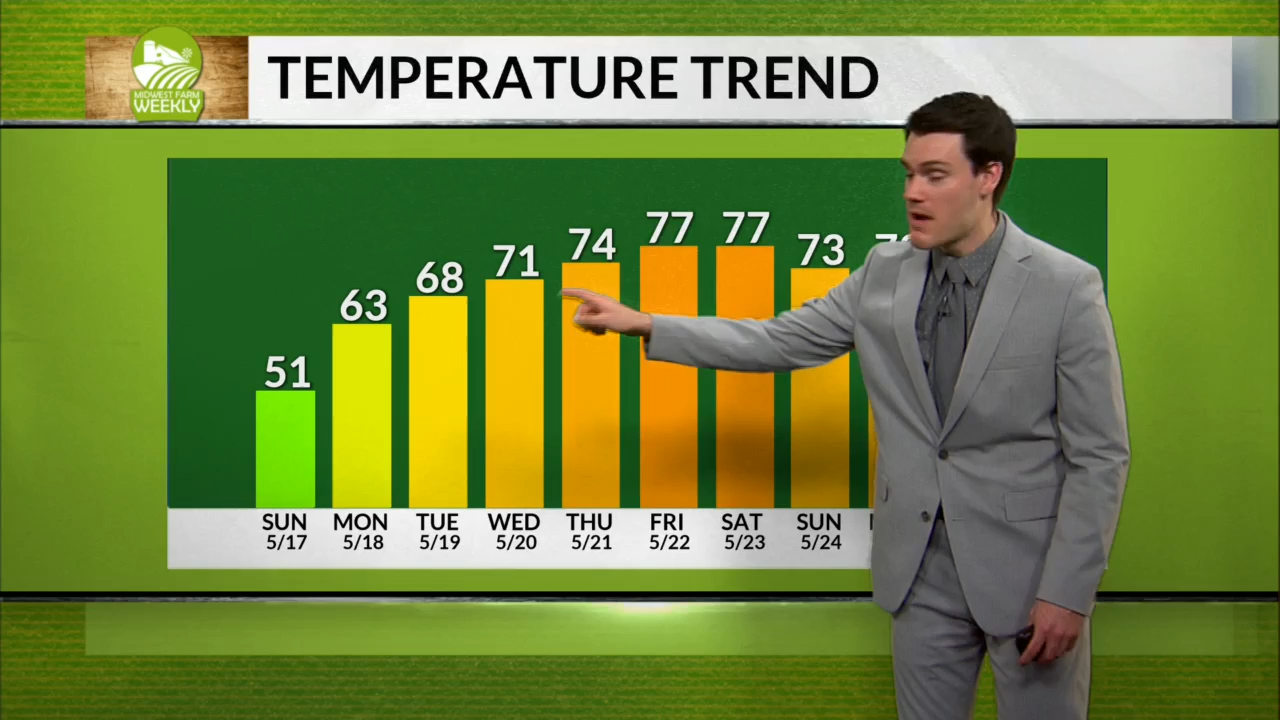 MIDWEST FARM
WEEKLY
TEMPERATURE TREND
51
63
68
71
74
77
77
73
SUN MON TUE WED THU FRI SAT SUN
5/17 5/18 5/19 5/20 5/21 5/22 5/23 5/24